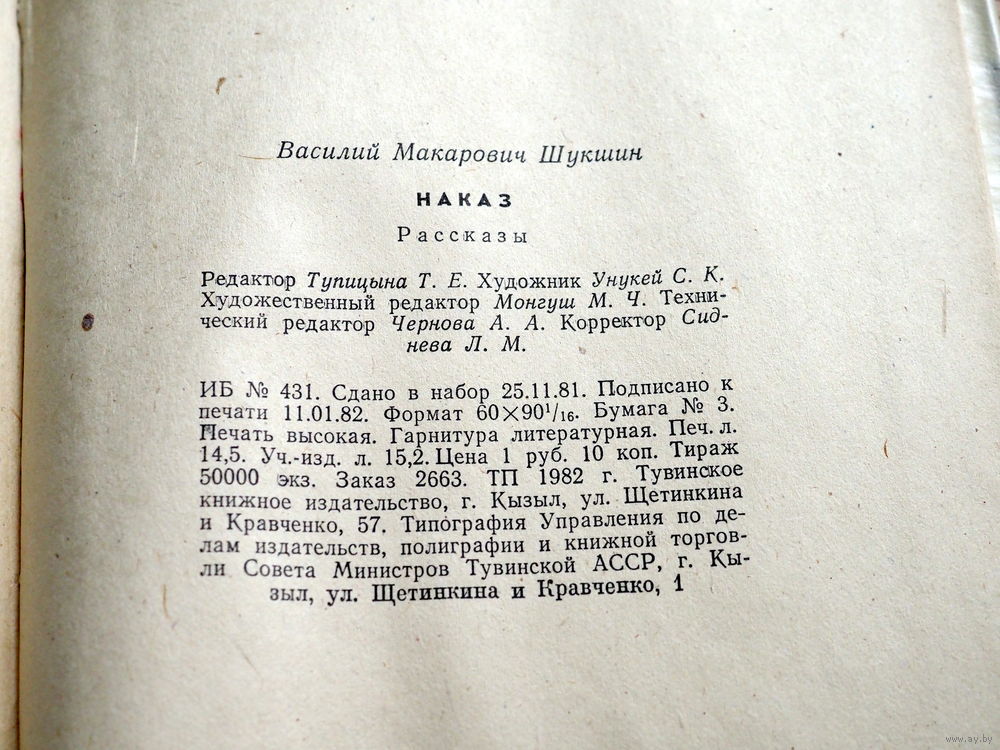 Василий Макарович Шукшин
НАКАЗ
Рассказы
Редактор Тупицына Т. Е. Художник Унукей С. К.
Художественный редактор Монгуш М. Ч. Техни-
ческий редактор Чернова А. А. Корректор Сид-
нева Л. М.
ИБ № 431. Сдано в набор 25.11.81. Подписано к
печати 11.01.82. Формат 60×90¹/₁₆. Бумага № 3.
Печать высокая. Гарнитура литературная. Печ. л.
14,5. Уч.-изд. л. 15,2. Цена 1 руб. 10 коп. Тираж
50000 экз. Заказ 2663. ТП 1982 г. Тувинское
книжное издательство, г. Кызыл, ул. Щетинкина
и Кравченко, 57. Типография Управления по де-
лам издательств, полиграфии и книжной торгов-
ли Совета Министров Тувинской АССР, г. Кы-
зыл, ул. Щетинкина и Кравченко, 1
www.ay.by